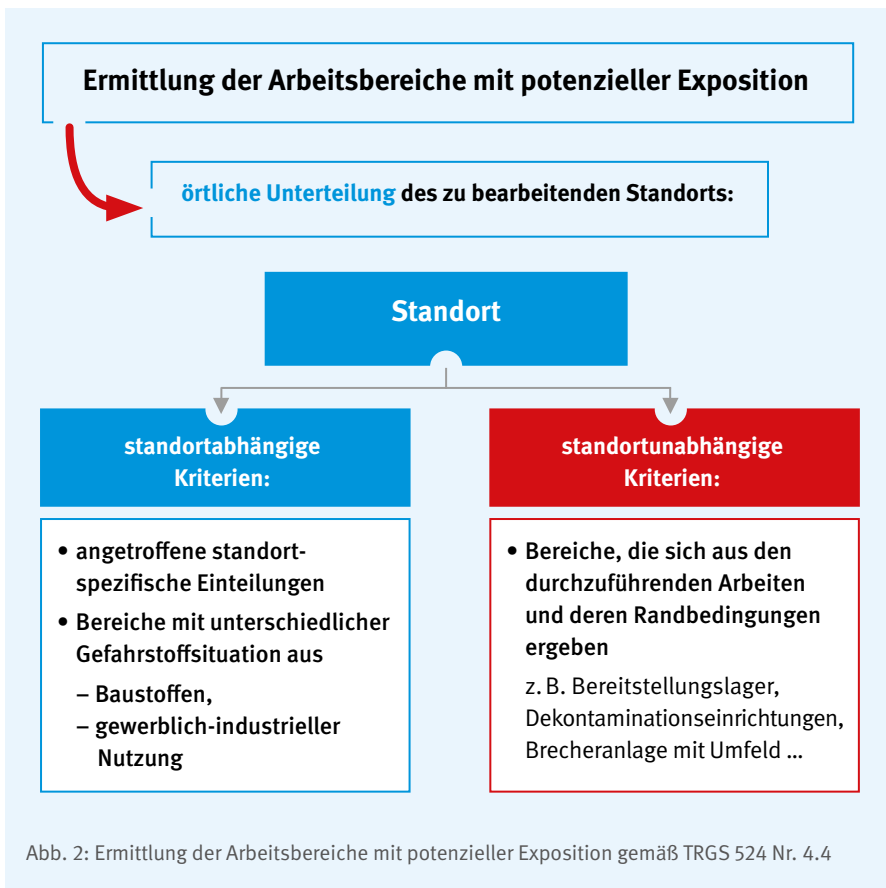 Ermittlung der Arbeitsbereiche mit potenzieller Exposition
örtliche Unterteilung des zu bearbeitenden Standorts:
Standort
standortabhängige
Kriterien:
• angetroffene standort-
spezifische Einteilungen
• Bereiche mit unterschiedlicher
Gefahrstoffsituation aus
– Baustoffen,
– gewerblich-industrieller
Nutzung
standortunabhängige
Kriterien:
• Bereiche, die sich aus den
durchzuführenden Arbeiten
und deren Randbedingungen
ergeben
z. B. Bereitstellungslager,
Dekontaminationseinrichtungen,
Brecheranlage mit Umfeld ...
Abb. 2: Ermittlung der Arbeitsbereiche mit potenzieller Exposition gemäß TRGS 524 Nr. 4.4